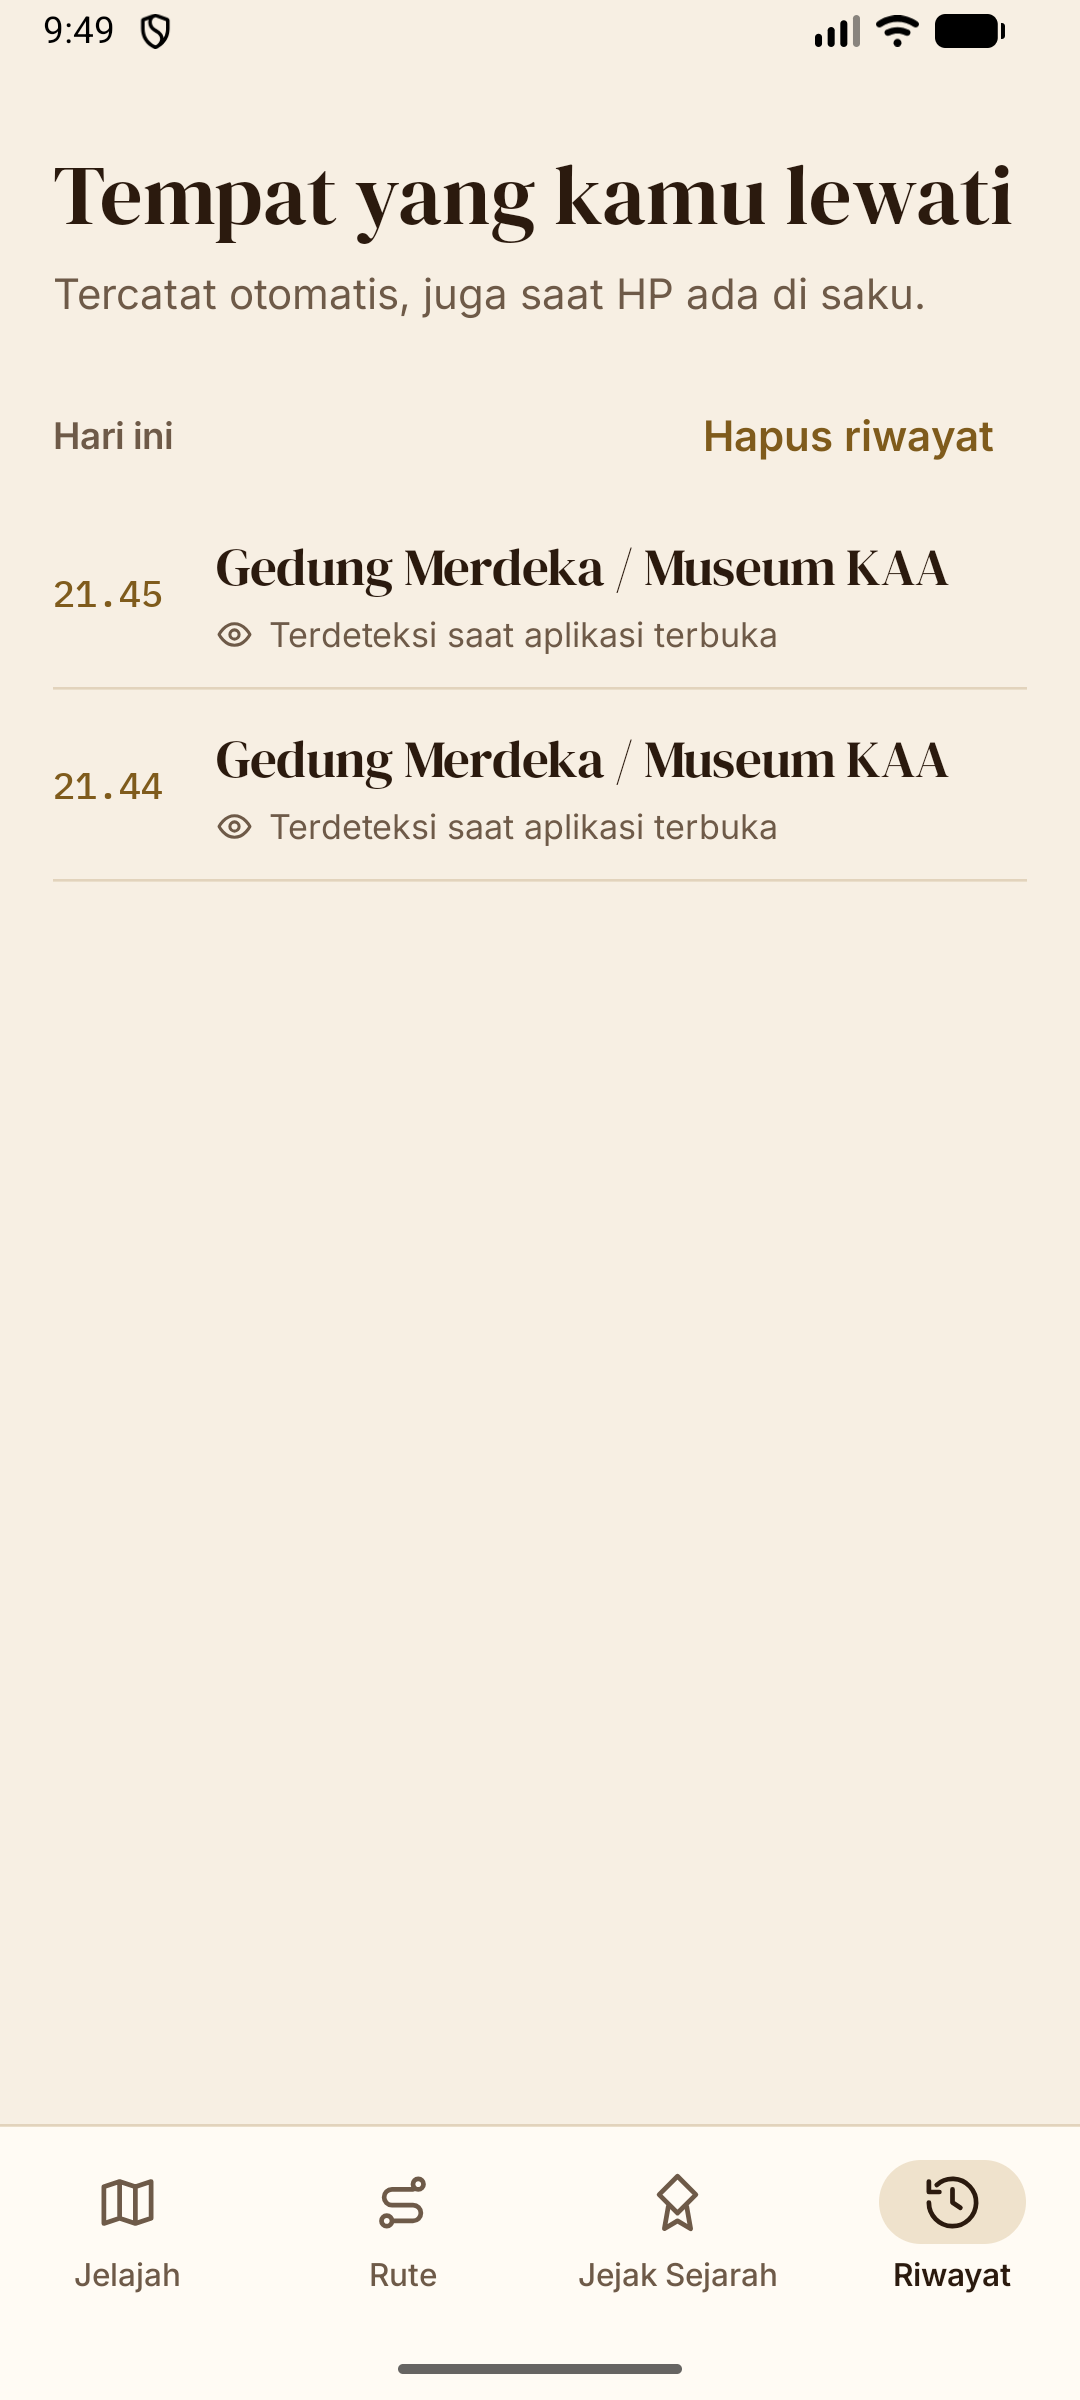 9:49
Tempat yang kamu lewati
Tercatat otomatis, juga saat HP ada di saku.
Hari ini
Hapus riwayat
21.45
Gedung Merdeka / Museum KAA
Terdeteksi saat aplikasi terbuka
21.44
Gedung Merdeka / Museum KAA
Terdeteksi saat aplikasi terbuka
Jelajah
Rute
Jejak Sejarah
Riwayat